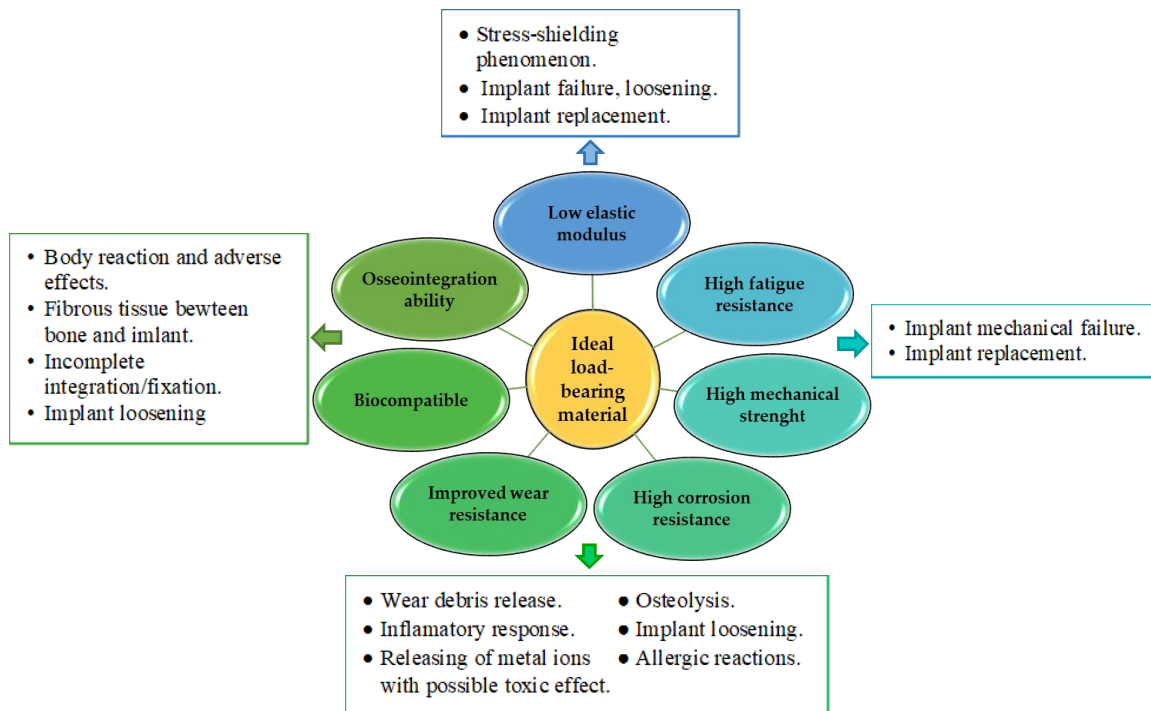 ● Stress-shielding
phenomenon.
● Implant failure, loosening.
● Implant replacement.
Low elastic
modulus
Osseointegration
ability
High fatigue
resistance
• Body reaction and adverse
effects.
• Fibrous tissue bewteen
bone and imlant.
• Incomplete
integration/fixation.
• Implant loosening
Ideal
load-
bearing
material
• Implant mechanical failure.
• Implant replacement.
Biocompatible
High mechanical
strenght
Improved wear
resistance
High corrosion
resistance
● Wear debris release.
● Inflamatory response.
● Releasing of metal ions
with possible toxic effect.
● Osteolysis.
● Implant loosening.
● Allergic reactions.